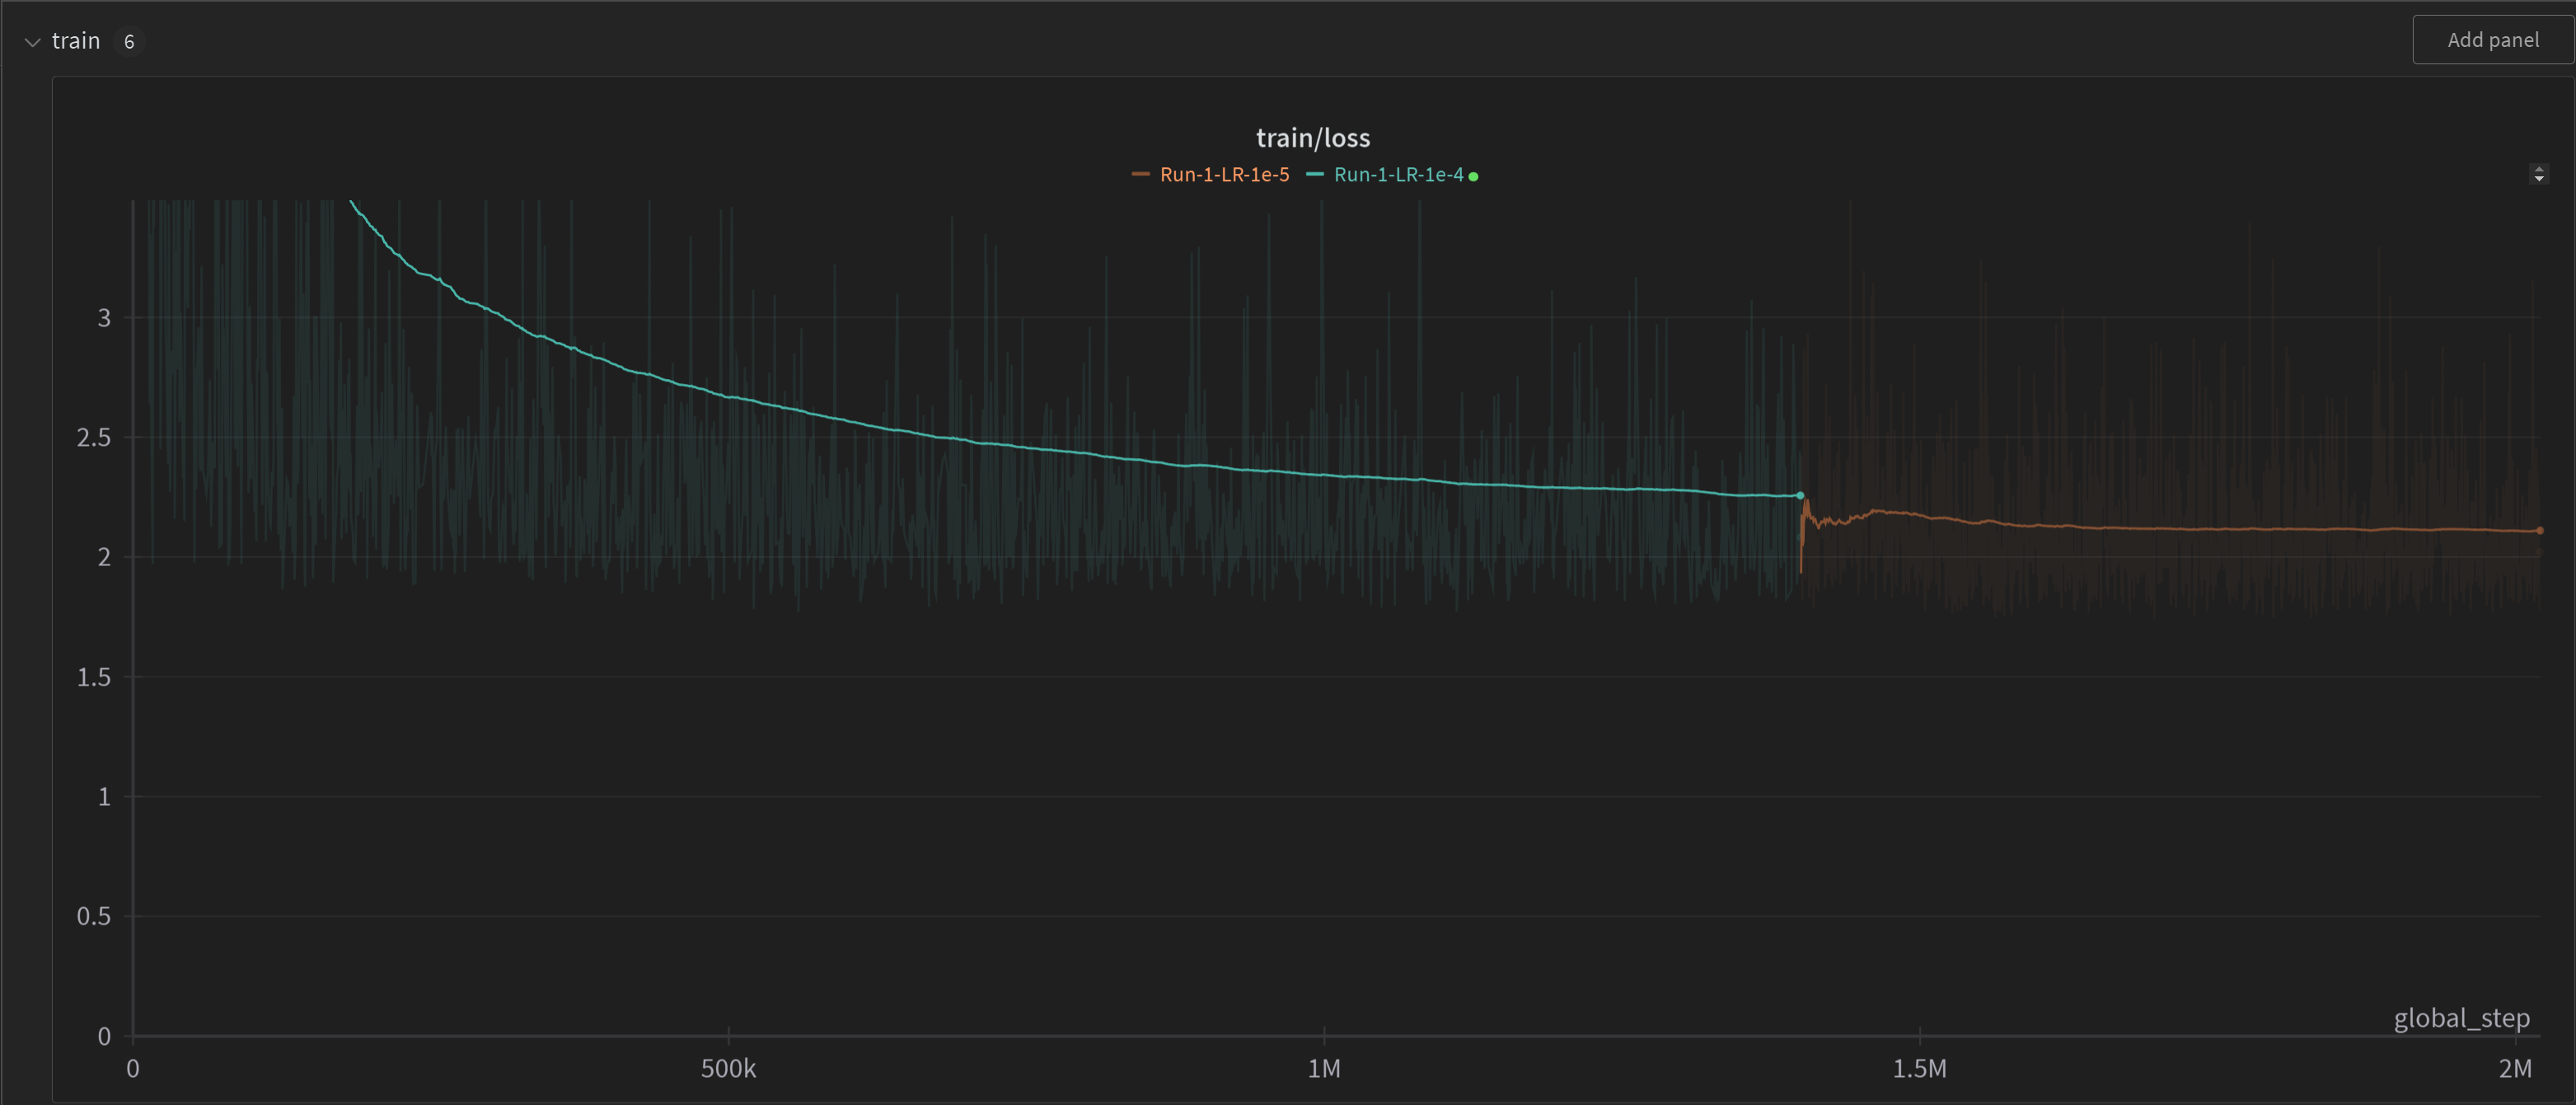 train 6
Add panel
train/loss
Run-1-LR-1e-5 Run-1-LR-1e-4
3
2.5
2
1.5
1
0.5
0
global_step
0 500k 1M 1.5M 2M